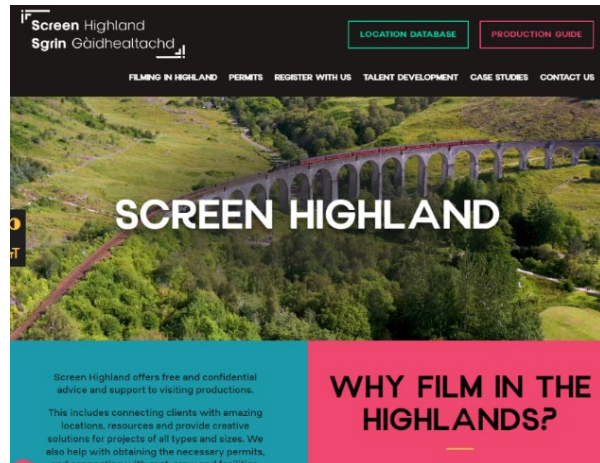 Screen Highland
Sgrìn Gàidhealtachd
LOCATION DATABASE
PRODUCTION GUIDE
FILMING IN HIGHLAND PERMITS REGISTER WITH US TALENT DEVELOPMENT CASE STUDIES CONTACT US
SCREEN HIGHLAND
Screen Highland offers free and confidential
advice and support to visiting productions.
This includes connecting clients with amazing
locations, resources and provide creative
solutions for projects of all types and sizes. We
also help with obtaining the necessary permits,
WHY FILM IN THE
HIGHLANDS?